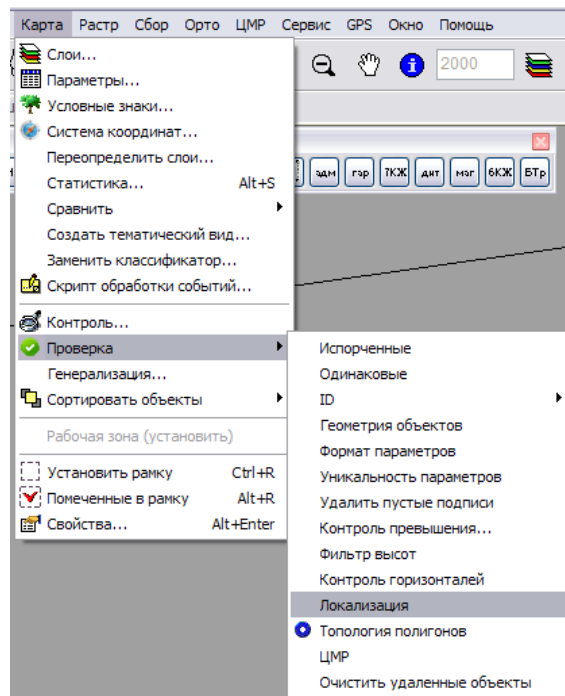 Карта Растр Сбор Орто ЦМР Сервис GPS Окно Помощь
2000
Слои...
Параметры...
Условные знаки...
Система координат...
Переопределить слои...
Статистика... Alt+S
Сравнить
Создать тематический вид...
Заменить классификатор...
Скрипт обработки событий...
Контроль...
Проверка
Генерализация...
Сортировать объекты
Рабочая зона (установить)
Установить рамку Ctrl+R
Помеченные в рамку Alt+R
Свойства... Alt+Enter
адм гар 7КЖ днт маг 6КЖ БТр
Испорченные
Одинаковые
ID
Геометрия объектов
Формат параметров
Уникальность параметров
Удалить пустые подписи
Контроль превышения...
Фильтр высот
Контроль горизонталей
Локализация
Топология полигонов
ЦМР
Очистить удаленные объекты